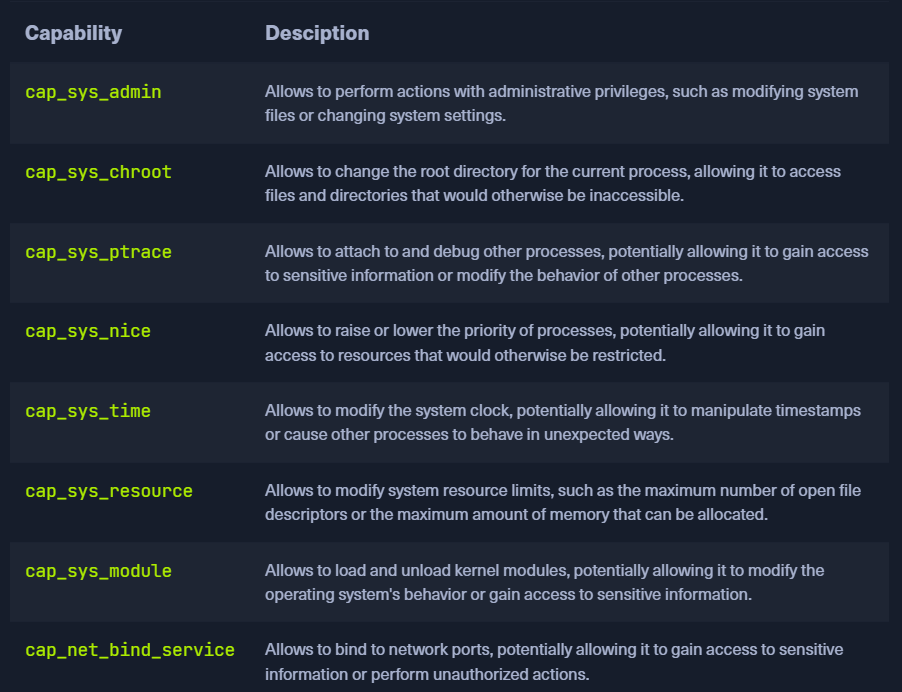 Capability Desciption
cap_sys_admin Allows to perform actions with administrative privileges, such as modifying system
files or changing system settings.
cap_sys_chroot Allows to change the root directory for the current process, allowing it to access
files and directories that would otherwise be inaccessible.
cap_sys_ptrace Allows to attach to and debug other processes, potentially allowing it to gain access
to sensitive information or modify the behavior of other processes.
cap_sys_nice Allows to raise or lower the priority of processes, potentially allowing it to gain
access to resources that would otherwise be restricted.
cap_sys_time Allows to modify the system clock, potentially allowing it to manipulate timestamps
or cause other processes to behave in unexpected ways.
cap_sys_resource Allows to modify system resource limits, such as the maximum number of open file
descriptors or the maximum amount of memory that can be allocated.
cap_sys_module Allows to load and unload kernel modules, potentially allowing it to modify the
operating system's behavior or gain access to sensitive information.
cap_net_bind_service Allows to bind to network ports, potentially allowing it to gain access to sensitive
information or perform unauthorized actions.